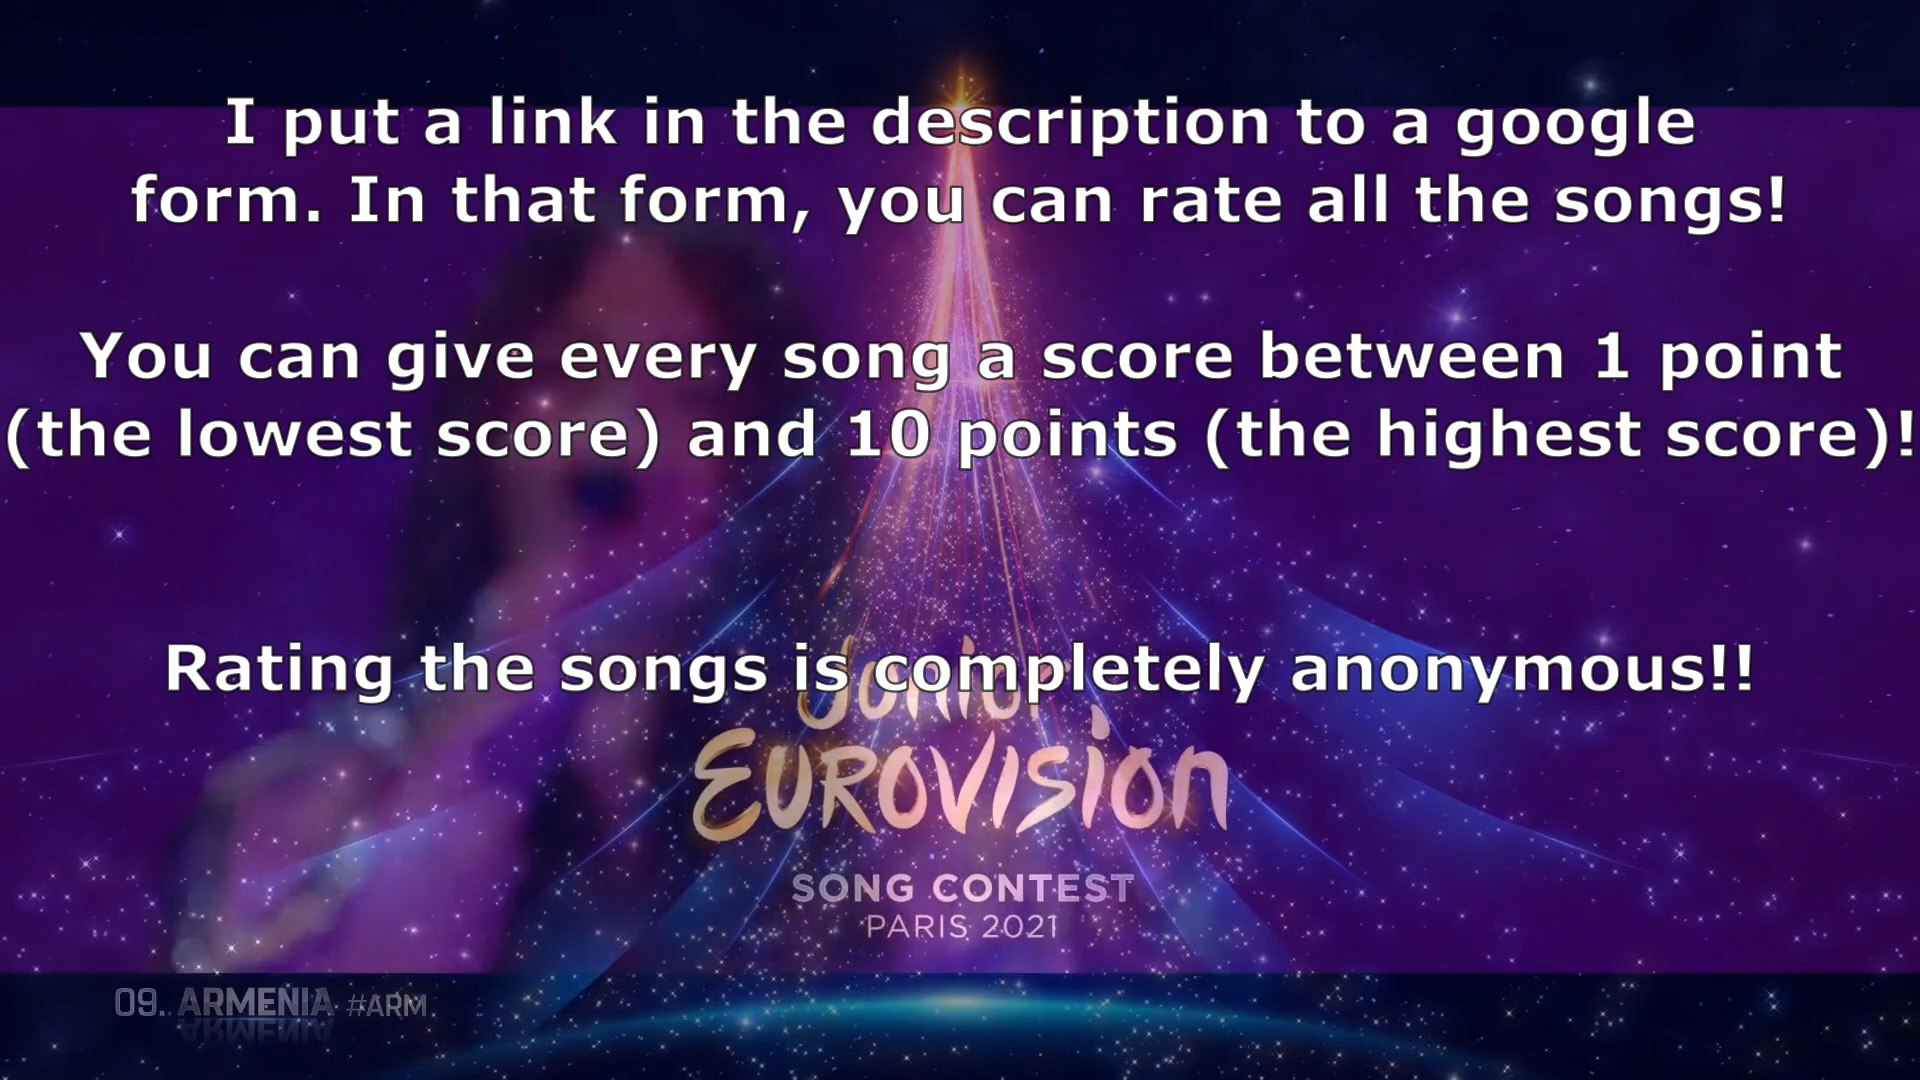 I put a link in the description to a google
form. In that form, you can rate all the songs!
You can give every song a score between 1 point
(the lowest score) and 10 points (the highest score)!
Rating the songs is completely anonymous!!
Junior
EUROVISION
SONG CONTEST
PARIS 2021
09. ARMENIA #ARM